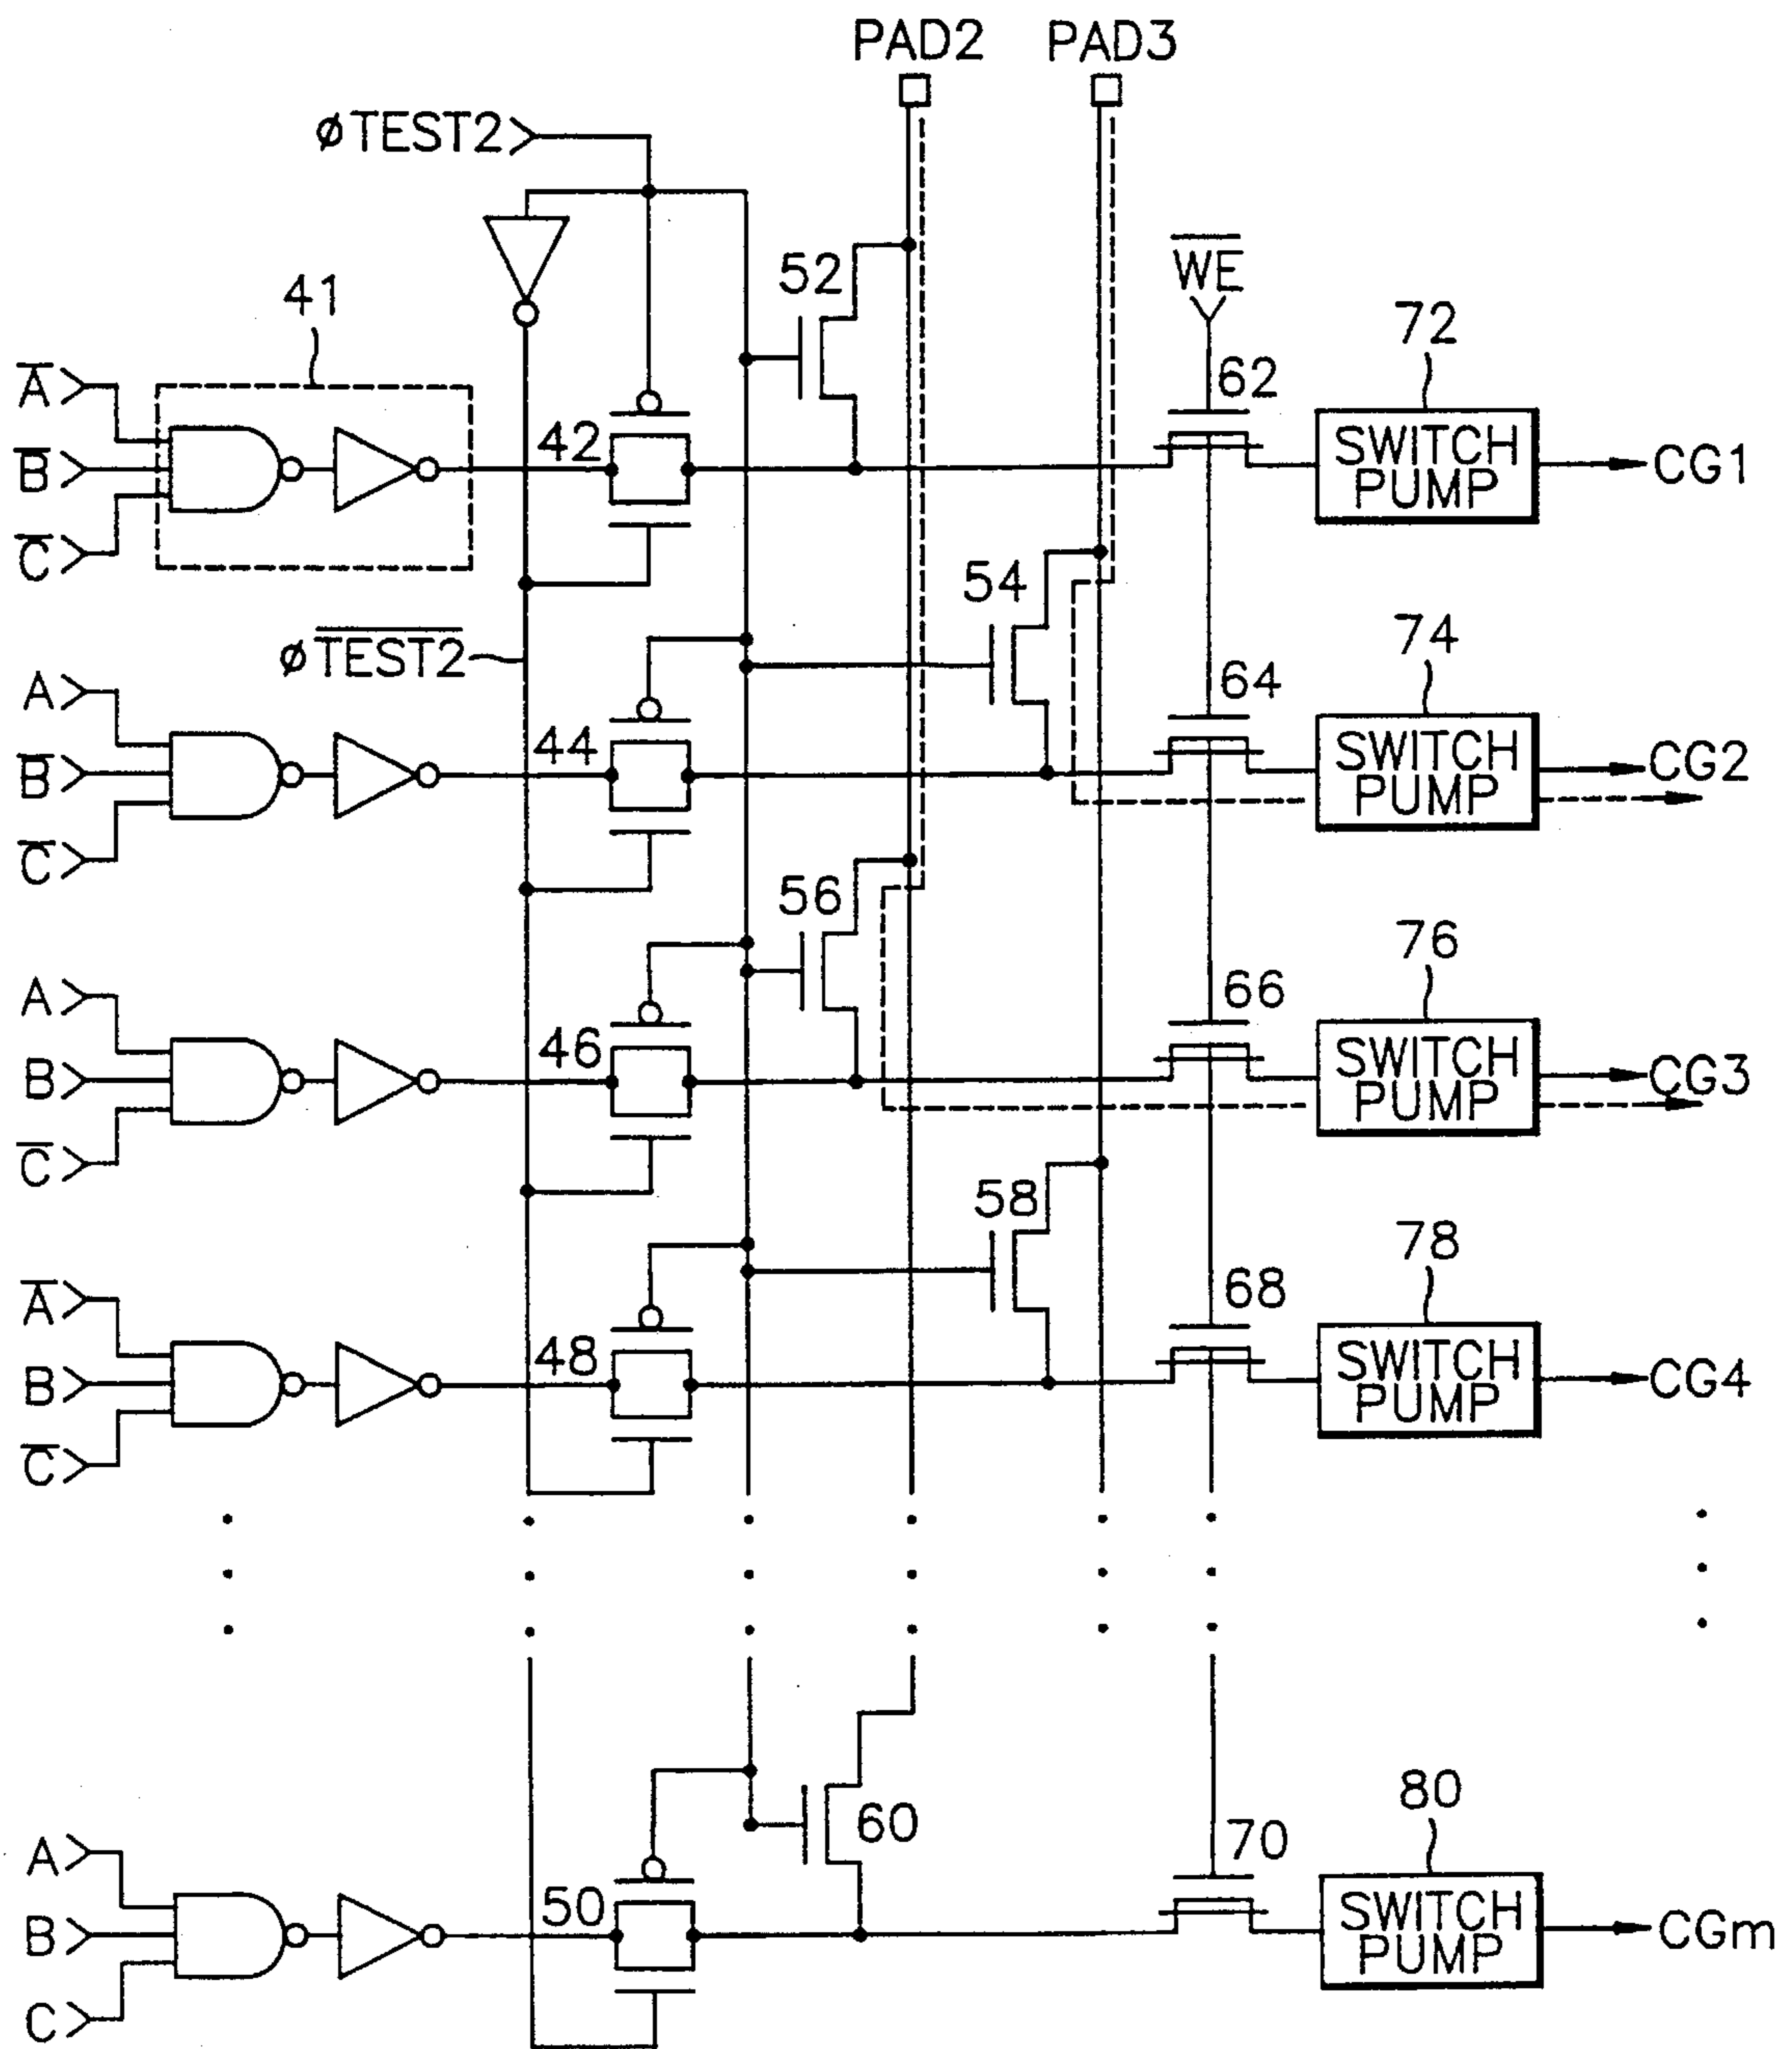 PAD2 PAD3
øTEST2
W̅E̅
41
52
72
62
A̅
B̅
C̅
42
SWITCH PUMP
CG1
54
øT̅E̅S̅T̅2̅
74
64
A
B̅
C̅
44
SWITCH PUMP
CG2
56
76
66
A
B
C̅
46
SWITCH PUMP
CG3
58
78
68
A̅
B
C̅
48
SWITCH PUMP
CG4
60
80
70
A
B
C
50
SWITCH PUMP
CGm